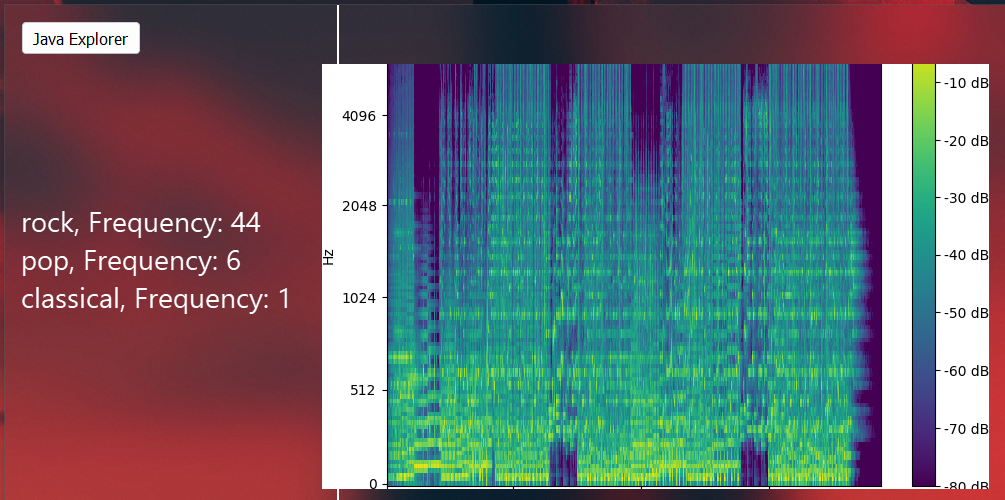 Java Explorer
rock, Frequency: 44
pop, Frequency: 6
classical, Frequency: 1
Hz
4096
2048
1024
512
0
-10 dB
-20 dB
-30 dB
-40 dB
-50 dB
-60 dB
-70 dB
-80 dB